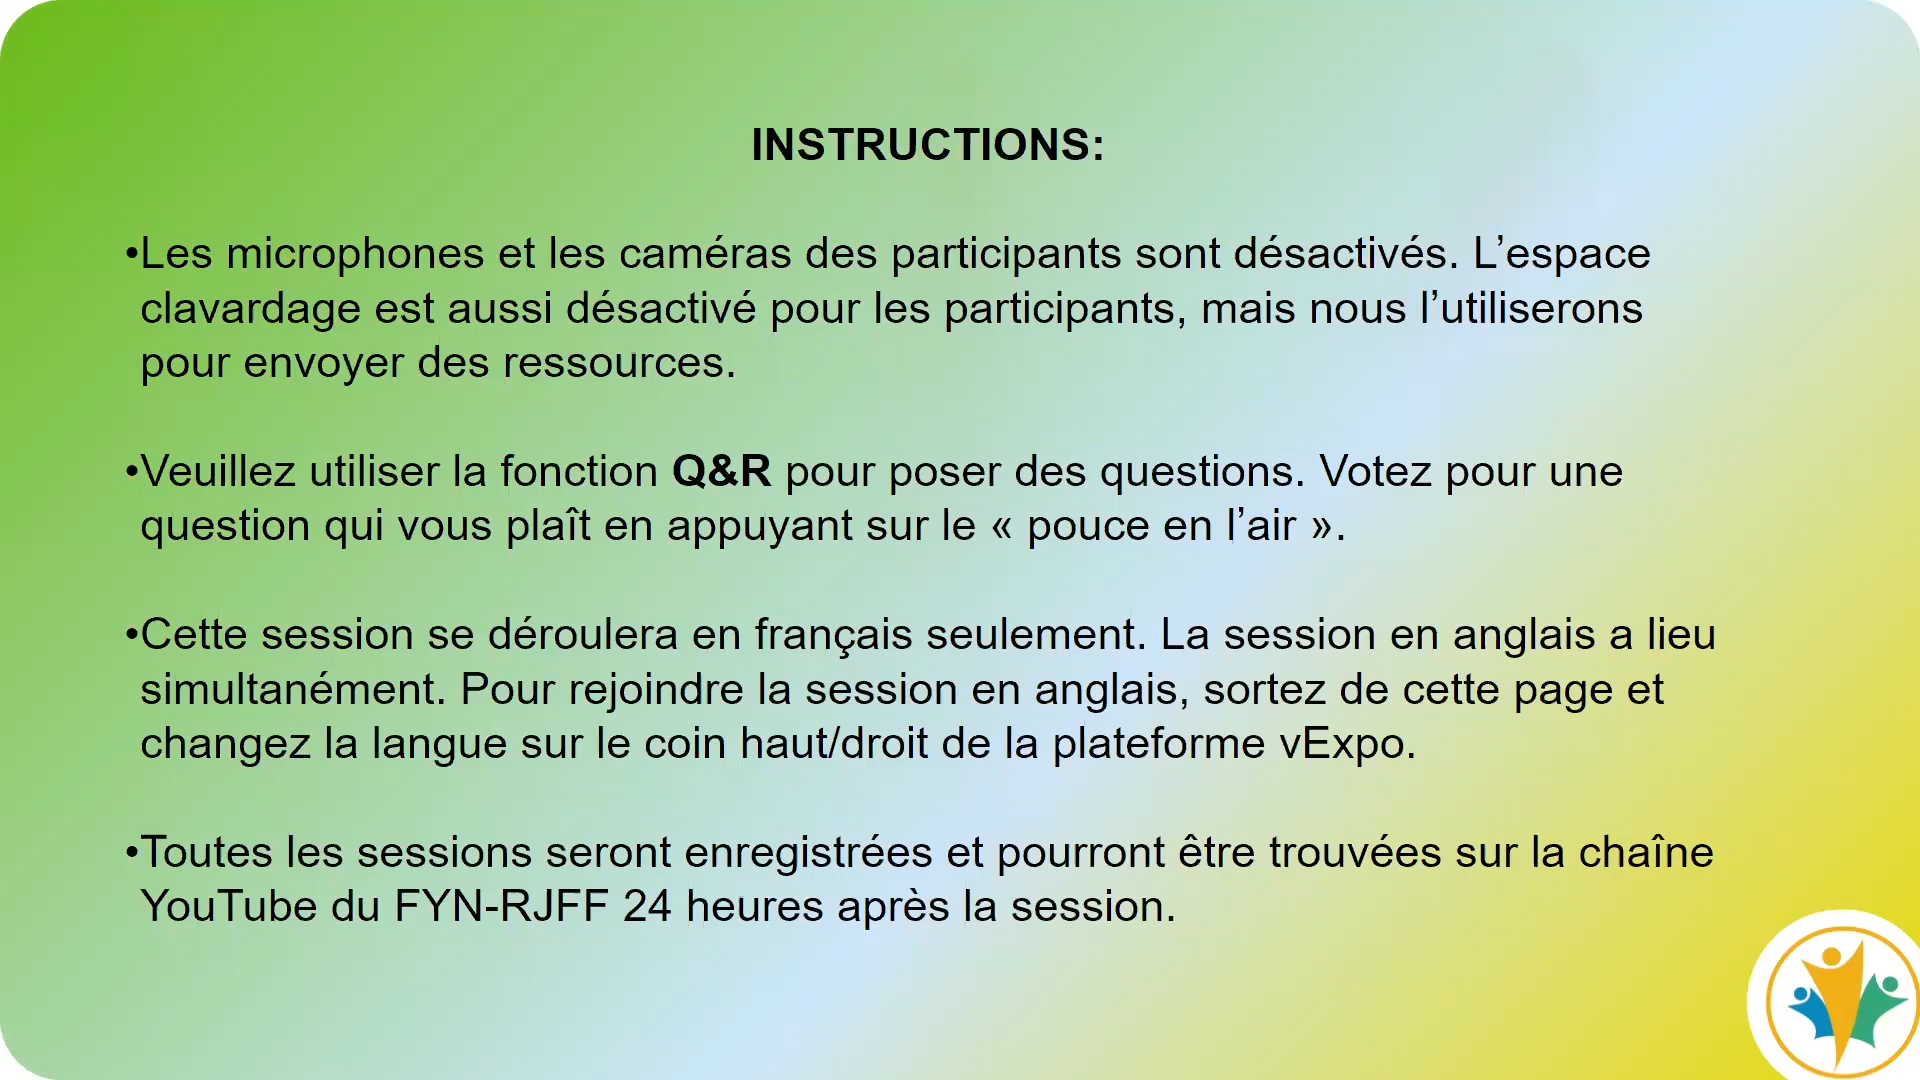 INSTRUCTIONS:
•Les microphones et les caméras des participants sont désactivés. L’espace
clavardage est aussi désactivé pour les participants, mais nous l’utiliserons
pour envoyer des ressources.
•Veuillez utiliser la fonction Q&R pour poser des questions. Votez pour une
question qui vous plaît en appuyant sur le « pouce en l’air ».
•Cette session se déroulera en français seulement. La session en anglais a lieu
simultanément. Pour rejoindre la session en anglais, sortez de cette page et
changez la langue sur le coin haut/droit de la plateforme vExpo.
•Toutes les sessions seront enregistrées et pourront être trouvées sur la chaîne
YouTube du FYN-RJFF 24 heures après la session.